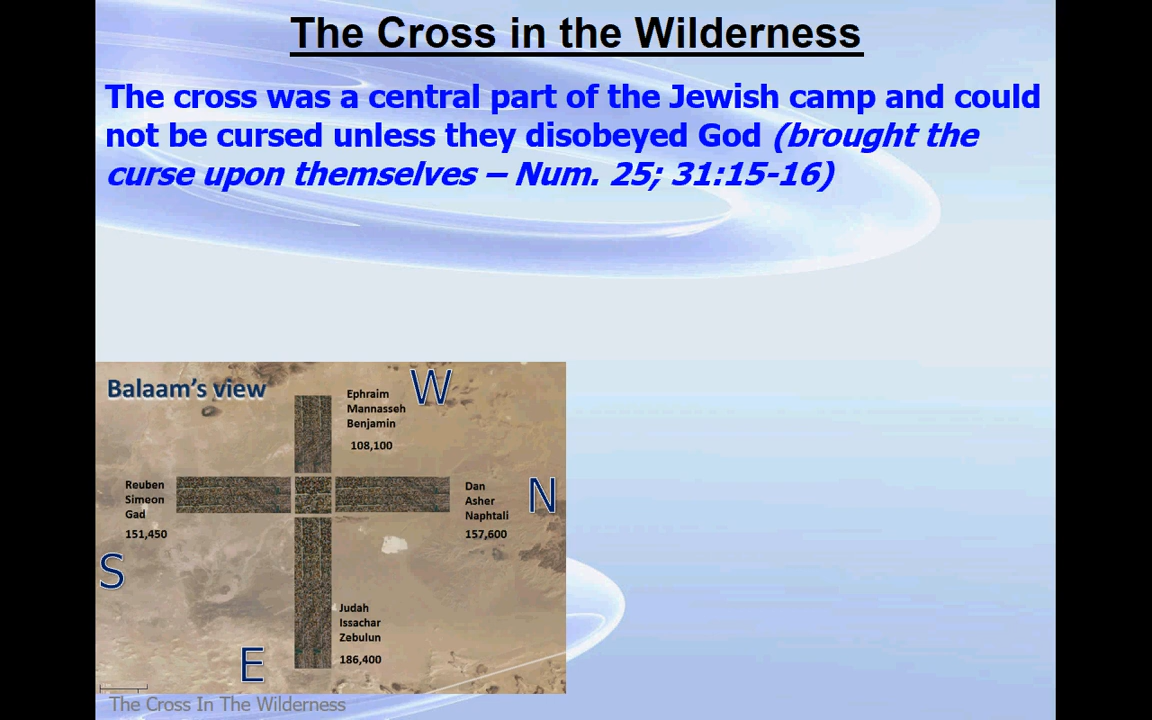 The Cross in the Wilderness
The cross was a central part of the Jewish camp and could
not be cursed unless they disobeyed God (brought the
curse upon themselves – Num. 25; 31:15-16)
Balaam's view
W
Ephraim
Mannasseh
Benjamin
108,100
Reuben
Simeon
Gad
151,450
Dan
Asher
Naphtali
157,600
N
S
Judah
Issachar
Zebulun
186,400
E
The Cross In The Wilderness